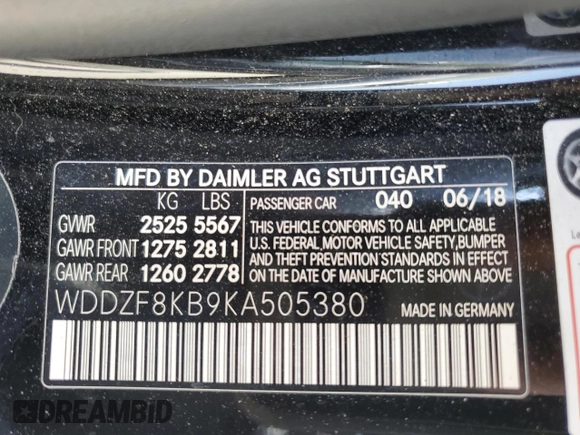 MFD BY DAIMLER AG STUTTGART
KG LBS PASSENGER CAR 040 06/18
GVWR 2525 5567
GAWR FRONT 1275 2811
GAWR REAR 1260 2778
THIS VEHICLE CONFORMS TO ALL APPLICABLE
U.S. FEDERAL MOTOR VEHICLE SAFETY, BUMPER
AND THEFT PREVENTION STANDARDS IN EFFECT
ON THE DATE OF MANUFACTURE SHOWN ABOVE.
WDDZF8KB9KA505380 MADE IN GERMANY
DREAMBID